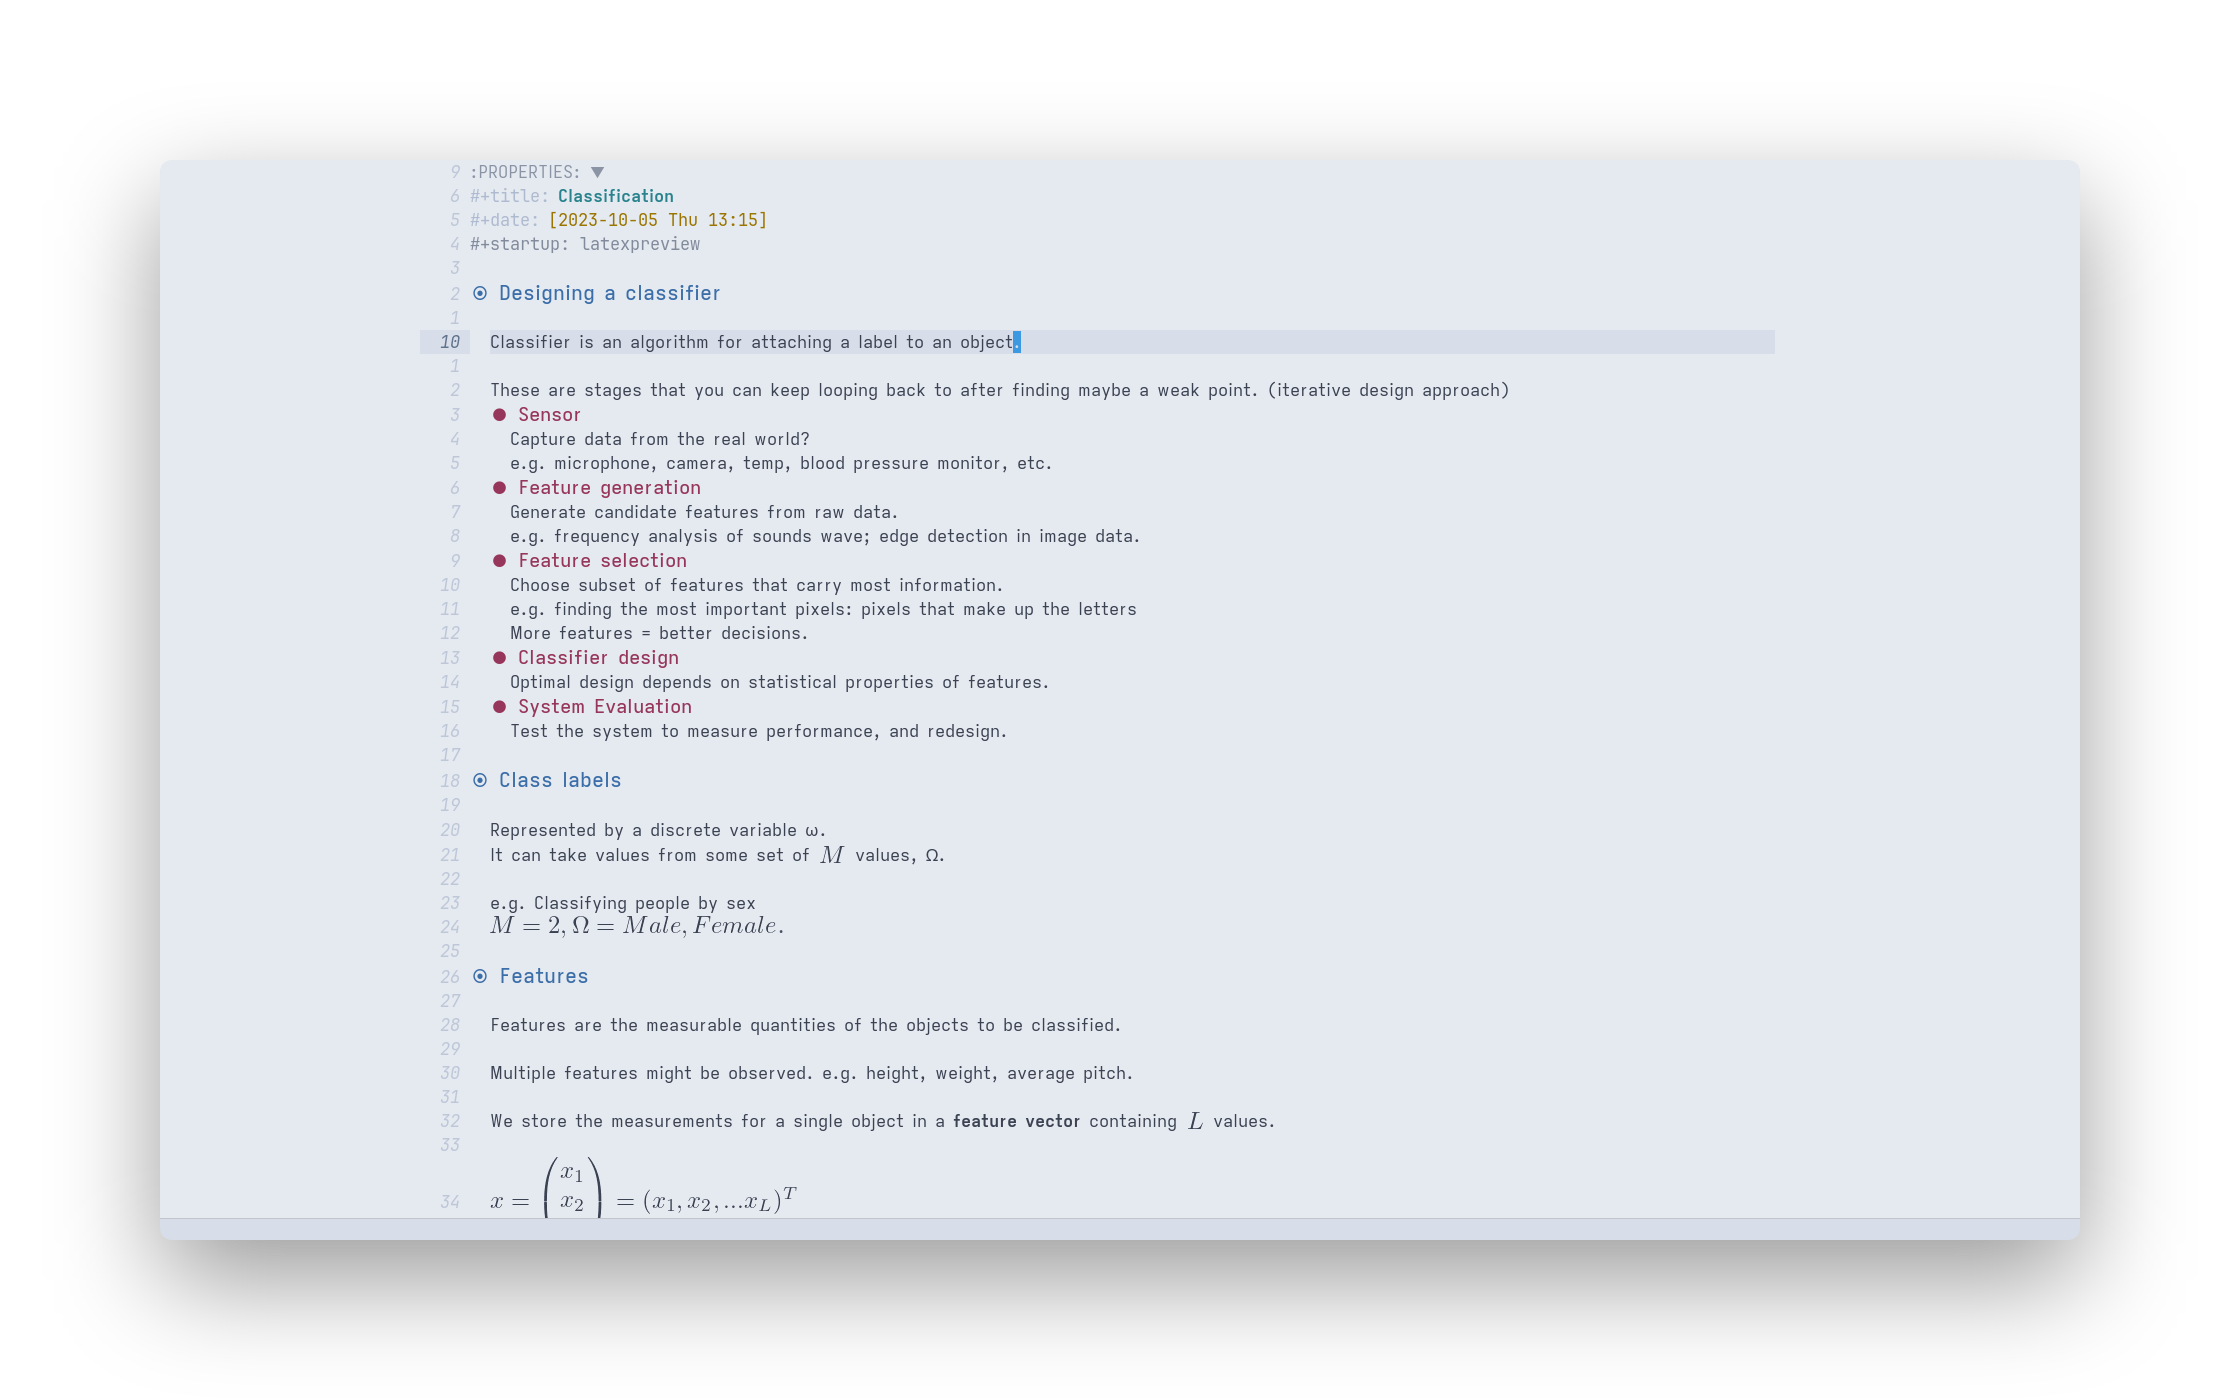 9 :PROPERTIES: ▼
6 #+title: Classification
5 #+date: [2023-10-05 Thu 13:15]
4 #+startup: latexpreview
3
2 ⦿ Designing a classifier
1
10 Classifier is an algorithm for attaching a label to an object.
1
2 These are stages that you can keep looping back to after finding maybe a weak point. (iterative design approach)
3 ● Sensor
4 Capture data from the real world?
5 e.g. microphone, camera, temp, blood pressure monitor, etc.
6 ● Feature generation
7 Generate candidate features from raw data.
8 e.g. frequency analysis of sounds wave; edge detection in image data.
9 ● Feature selection
10 Choose subset of features that carry most information.
11 e.g. finding the most important pixels: pixels that make up the letters
12 More features = better decisions.
13 ● Classifier design
14 Optimal design depends on statistical properties of features.
15 ● System Evaluation
16 Test the system to measure performance, and redesign.
17
18 ⦿ Class labels
19
20 Represented by a discrete variable ω.
21 It can take values from some set of M values, Ω.
22
23 e.g. Classifying people by sex
24 M = 2, Ω = Male, Female.
25
26 ⦿ Features
27
28 Features are the measurable quantities of the objects to be classified.
29
30 Multiple features might be observed. e.g. height, weight, average pitch.
31
32 We store the measurements for a single object in a feature vector containing L values.
33
34 x = (x₁ x₂ = (x₁, x₂, ...x_L)^T